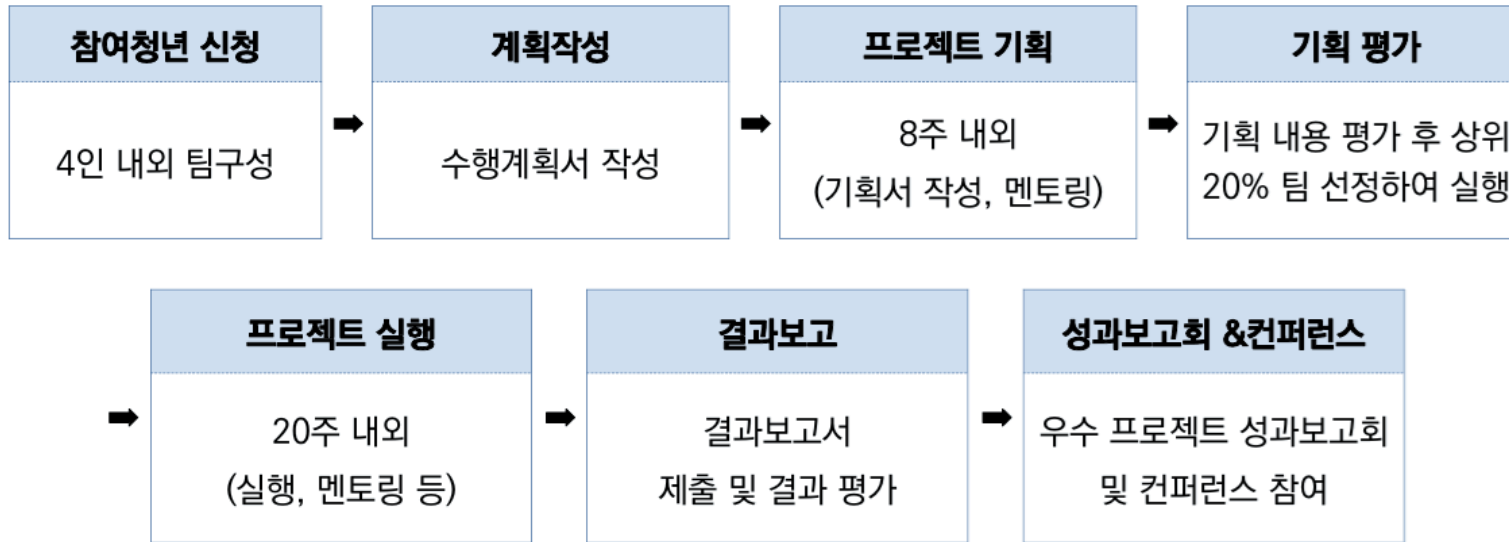 참여청년 신청
4인 내외 팀구성
계획작성
수행계획서 작성
프로젝트 기획
8주 내외
(기획서 작성, 멘토링)
기획 평가
기획 내용 평가 후 상위
20% 팀 선정하여 실행
프로젝트 실행
20주 내외
(실행, 멘토링 등)
결과보고
결과보고서
제출 및 결과 평가
성과보고회 &컨퍼런스
우수 프로젝트 성과보고회
및 컨퍼런스 참여